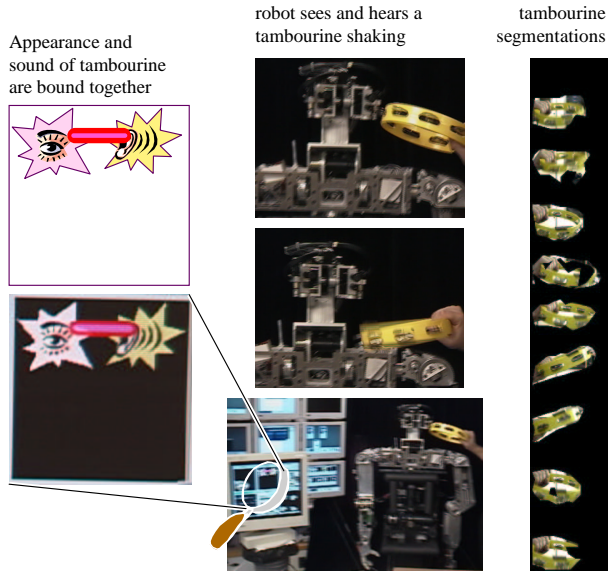 Appearance and
sound of tambourine
are bound together
robot sees and hears a
tambourine shaking
tambourine
segmentations